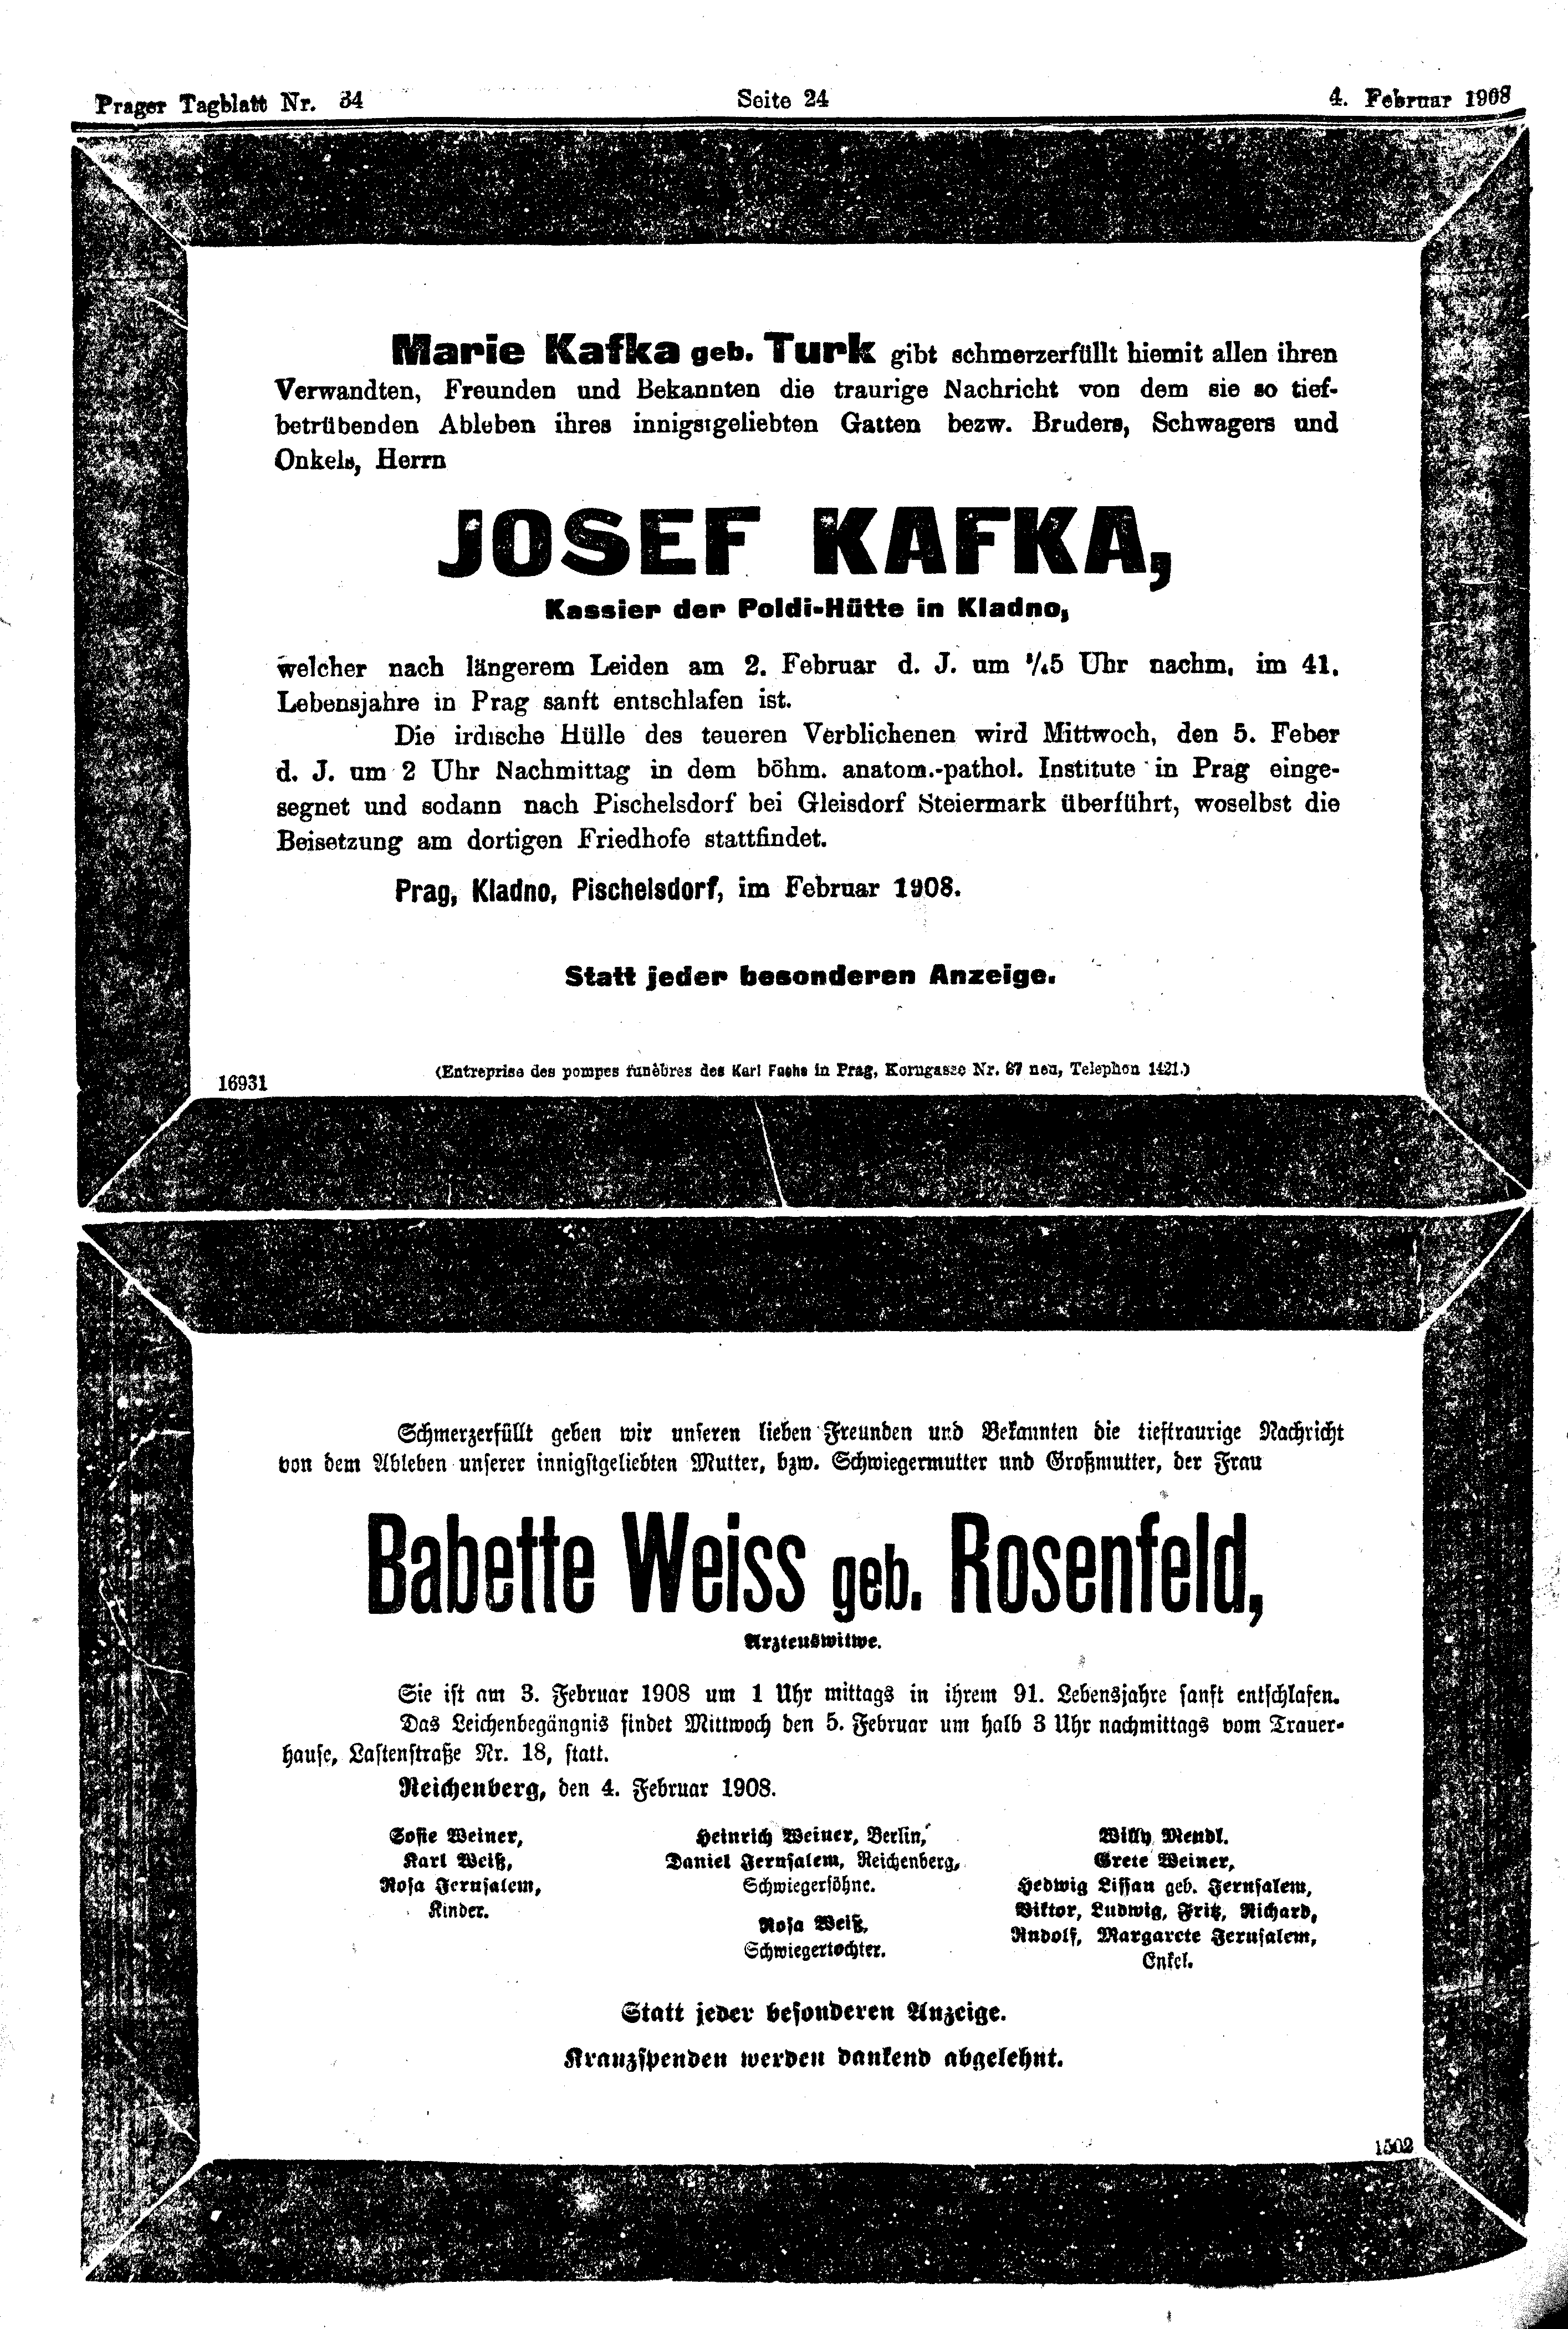 Prager Tagblatt Nr. 34 Seite 24 4. Februar 1908
Marie Kafka geb. Turk gibt schmerzerfüllt hiemit allen ihren
Verwandten, Freunden und Bekannten die traurige Nachricht von dem sie so tief-
betrübenden Ableben ihres innigstgeliebten Gatten bezw. Bruders, Schwagers und
Onkels, Herrn
JOSEF KAFKA,
Kassier der Poldi-Hütte in Kladno,
welcher nach längerem Leiden am 2. Februar d. J. um 3/45 Uhr nachm. im 41.
Lebensjahre in Prag sanft entschlafen ist.
Die irdische Hülle des teueren Verblichenen wird Mittwoch, den 5. Feber
d. J. um 2 Uhr Nachmittag in dem böhm. anatom.-pathol. Institute in Prag einge-
segnet und sodann nach Pischelsdorf bei Gleisdorf Steiermark überführt, woselbst die
Beisetzung am dortigen Friedhofe stattfindet.
Prag, Kladno, Pischelsdorf, im Februar 1908.
Statt jeder besonderen Anzeige.
16931
(Entreprise des pompes funèbres des Karl Fuchs in Prag, Korngasse Nr. 67 neu, Telephon 1421.)
Schmerzerfüllt geben wir unseren lieben Freunden und Bekannten die tieftraurige Nachricht
von dem Ableben unserer innigstgeliebten Mutter, bzw. Schwiegermutter und Großmutter, der Frau
Babette Weiss geb. Rosenfeld,
Arztenswitwe.
Sie ist am 3. Februar 1908 um 1 Uhr mittags in ihrem 91. Lebensjahre sanft entschlafen.
Das Leichenbegängnis findet Mittwoch den 5. Februar um halb 3 Uhr nachmittags vom Trauer-
hause, Lastenstraße Nr. 18, statt.
Reichenberg, den 4. Februar 1908.
Sofie Weiner,
Karl Weiß,
Rosa Jerusalem,
Kinder.
Heinrich Weiner, Berlin,
Daniel Jerusalem, Reichenberg,
Schwiegersöhne.
Rosa Weiß,
Schwiegertochter.
Willy Mendl.
Grete Weiner,
Hedwig Lissau geb. Jerusalem,
Viktor, Ludwig, Fritz, Richard,
Rudolf, Margarete Jerusalem,
Enkel.
Statt jeder besonderen Anzeige.
Kranzspenden werden dankend abgelehnt.
1502